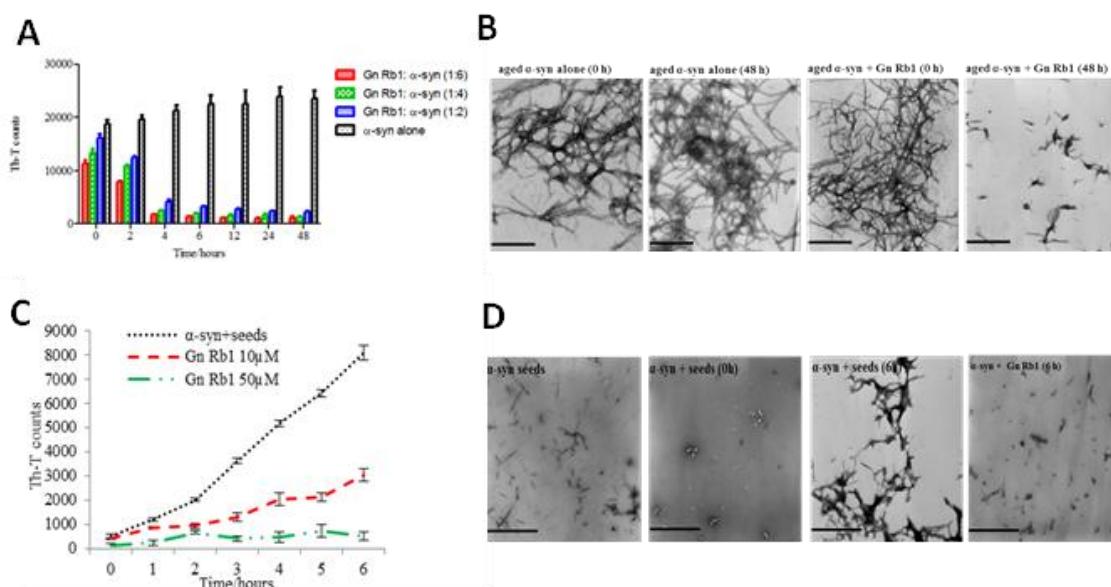 A
30000
20000
10000
0
Th-T counts
0 2 4 6 12 24 48
Time/hours
Gn Rb1: α-syn (1:6)
Gn Rb1: α-syn (1:4)
Gn Rb1: α-syn (1:2)
α-syn alone
B
aged α-syn alone (0 h)
aged α-syn alone (48 h)
aged α-syn + Gn Rb1 (0 h)
aged α-syn + Gn Rb1 (48 h)
C
9000
8000
7000
6000
5000
4000
3000
2000
1000
0
Th-T counts
0 1 2 3 4 5 6
Time/hours
α-syn+seeds
Gn Rb1 10μM
Gn Rb1 50μM
D
α-syn seeds
α-syn + seeds (0h)
α-syn + seeds (6h)
α-syn + Gn Rb1 (6 h)